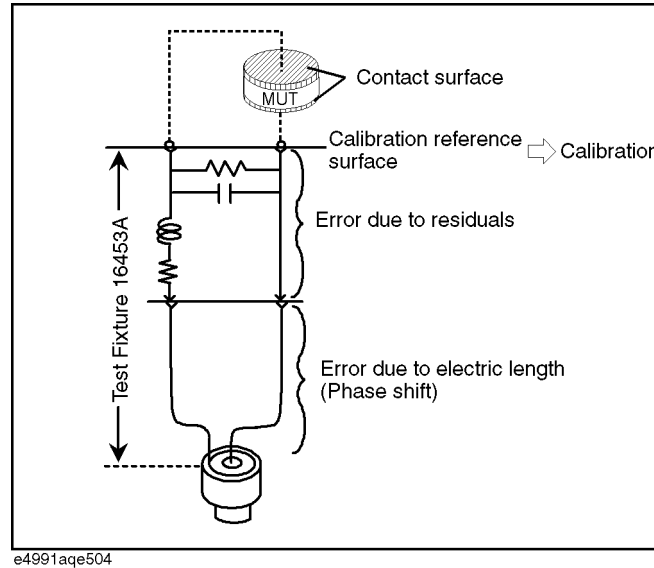 Contact surface
MUT
Calibration reference
surface
Calibration
Error due to residuals
Test Fixture 16453A
Error due to electric length
(Phase shift)
e4991aqe504